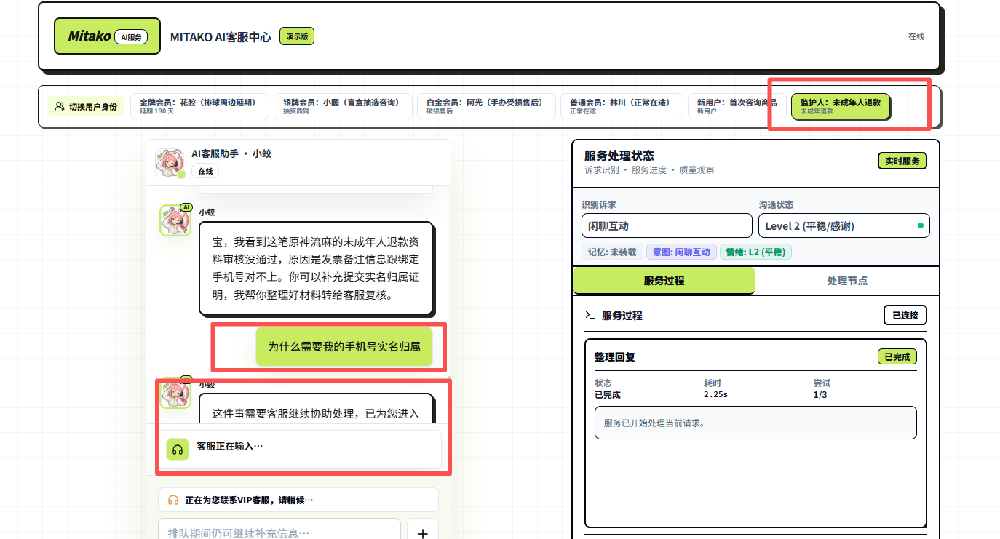 Mitako AI服务 MITAKO AI客服中心 演示版
在线
切换用户身份
金牌会员：花腔（排球周边延期）
延期 180 天
银牌会员：小圆（盲盒抽选咨询）
抽奖质疑
白金会员：阿光（手办受损售后）
破损售后
普通会员：林川（正常在途）
正常在途
新用户：首次咨询商品
新用户
监护人：未成年人退款
未成年退款
AI客服助手 · 小蛟
在线
AI
小蛟
宝，我看到这笔原神流麻的未成年人退款资
料审核没通过，原因是发票备注信息跟绑定
手机号对不上。你可以补充提交实名归属证
明，我帮你整理好材料转给客服复核。
为什么需要我的手机号实名归属
AI
小蛟
这件事需要客服继续协助处理，已为您进入
客服正在输入…
正在为您联系VIP客服，请稍候…
排队期间仍可继续补充信息…
+
服务处理状态
诉求识别 · 服务进度 · 质量观察
实时服务
识别诉求
闲聊互动
沟通状态
Level 2 (平稳/感谢)
记忆: 未装载 意图: 闲聊互动 情绪: L2 (平稳)
服务过程 处理节点
>_ 服务过程 已连接
整理回复 已完成
状态 耗时 尝试
已完成 2.25s 1/3
服务已开始处理当前请求。